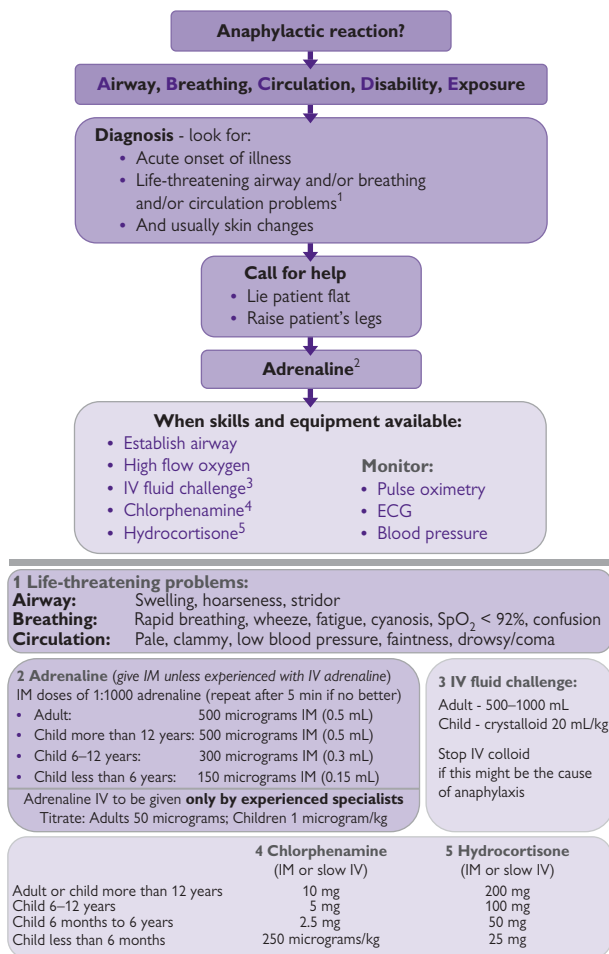 Anaphylactic reaction?
Airway, Breathing, Circulation, Disability, Exposure
Diagnosis - look for:
• Acute onset of illness
• Life-threatening airway and/or breathing
and/or circulation problems1
• And usually skin changes
Call for help
• Lie patient flat
• Raise patient's legs
Adrenaline2
When skills and equipment available:
• Establish airway
• High flow oxygen
• IV fluid challenge3
• Chlorphenamine4
• Hydrocortisone5
Monitor:
• Pulse oximetry
• ECG
• Blood pressure
1 Life-threatening problems:
Airway: Swelling, hoarseness, stridor
Breathing: Rapid breathing, wheeze, fatigue, cyanosis, SpO2 < 92%, confusion
Circulation: Pale, clammy, low blood pressure, faintness, drowsy/coma
2 Adrenaline (give IM unless experienced with IV adrenaline)
IM doses of 1:1000 adrenaline (repeat after 5 min if no better)
• Adult: 500 micrograms IM (0.5 mL)
• Child more than 12 years: 500 micrograms IM (0.5 mL)
• Child 6–12 years: 300 micrograms IM (0.3 mL)
• Child less than 6 years: 150 micrograms IM (0.15 mL)
Adrenaline IV to be given only by experienced specialists
Titrate: Adults 50 micrograms; Children 1 microgram/kg
3 IV fluid challenge:
Adult - 500–1000 mL
Child - crystalloid 20 mL/kg
Stop IV colloid
if this might be the cause
of anaphylaxis
4 Chlorphenamine 5 Hydrocortisone
(IM or slow IV) (IM or slow IV)
Adult or child more than 12 years 10 mg 200 mg
Child 6–12 years 5 mg 100 mg
Child 6 months to 6 years 2.5 mg 50 mg
Child less than 6 months 250 micrograms/kg 25 mg